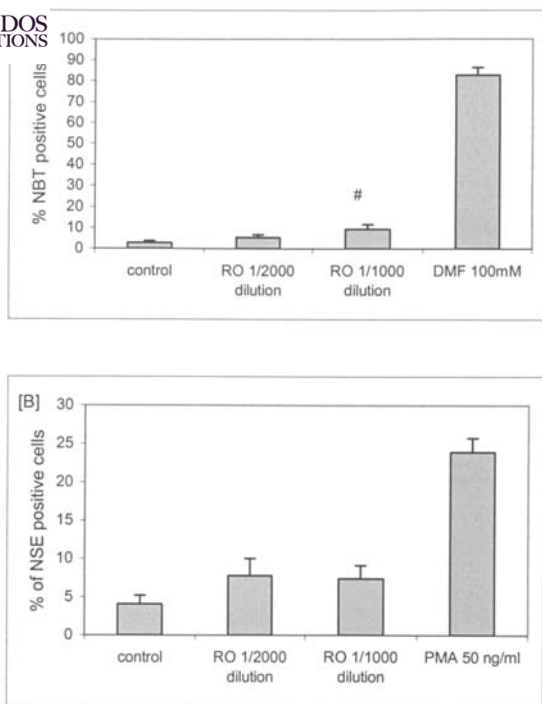 DOS
TIONS
% NBT positive cells
100
90
80
70
60
50
40
30
20
10
0
#
control
RO 1/2000 dilution
RO 1/1000 dilution
DMF 100mM
[B]
% of NSE positive cells
30
25
20
15
10
5
0
control
RO 1/2000 dilution
RO 1/1000 dilution
PMA 50 ng/ml